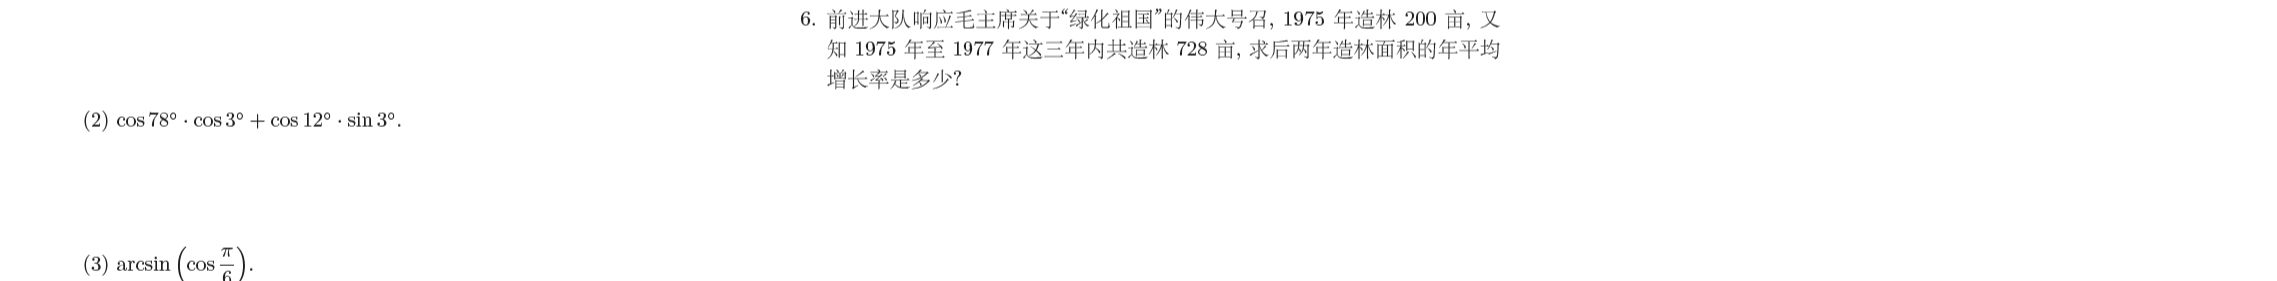 (2) cos 78° · cos 3° + cos 12° · sin 3°.
(3) arcsin (cos π/6).
6. 前进大队响应毛主席关于“绿化祖国”的伟大号召, 1975 年造林 200 亩, 又
知 1975 年至 1977 年这三年内共造林 728 亩, 求后两年造林面积的年平均
增长率是多少?